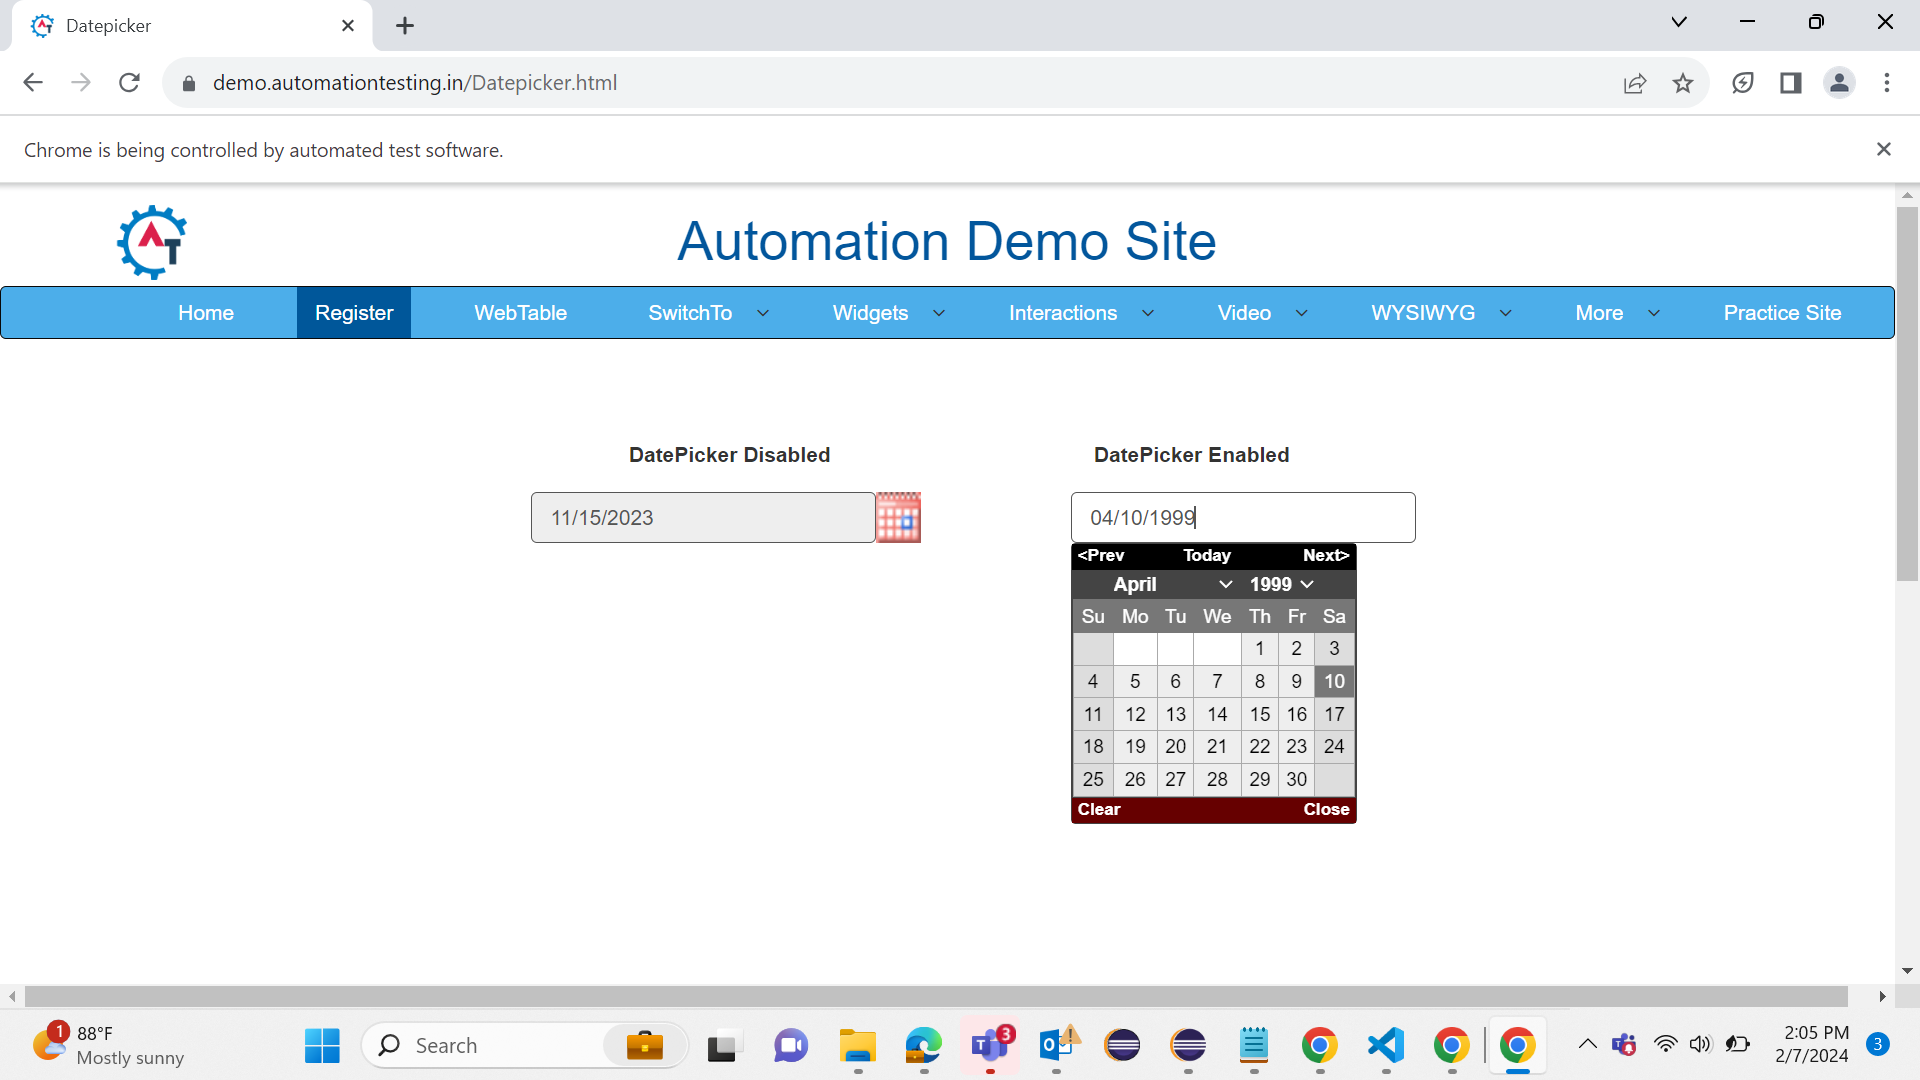 Datepicker
demo.automationtesting.in/Datepicker.html
Chrome is being controlled by automated test software.
AT
Automation Demo Site
Home Register WebTable SwitchTo Widgets Interactions Video WYSIWYG More Practice Site
DatePicker Disabled DatePicker Enabled
11/15/2023 04/10/1999
<Prev Today Next>
April 1999
Su Mo Tu We Th Fr Sa
1 2 3
4 5 6 7 8 9 10
11 12 13 14 15 16 17
18 19 20 21 22 23 24
25 26 27 28 29 30
Clear Close
1 88°F
Mostly sunny
Search
3
2:05 PM
2/7/2024
3